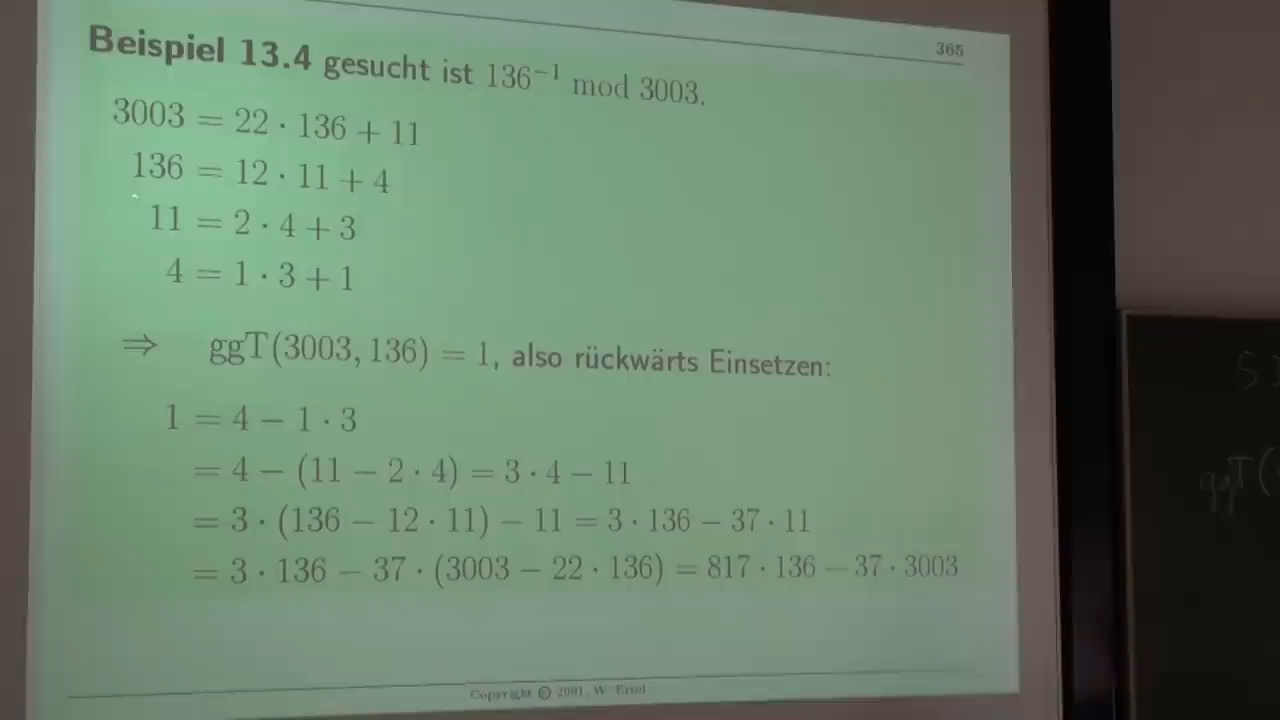 365
Beispiel 13.4 gesucht ist 136⁻¹ mod 3003.
3003 = 22 · 136 + 11
136 = 12 · 11 + 4
11 = 2 · 4 + 3
4 = 1 · 3 + 1
⇒ ggT(3003, 136) = 1, also rückwärts Einsetzen:
1 = 4 − 1 · 3
= 4 − (11 − 2 · 4) = 3 · 4 − 11
= 3 · (136 − 12 · 11) − 11 = 3 · 136 − 37 · 11
= 3 · 136 − 37 · (3003 − 22 · 136) = 817 · 136 − 37 · 3003
Copyright © 2001, W. Ertel
ggT(